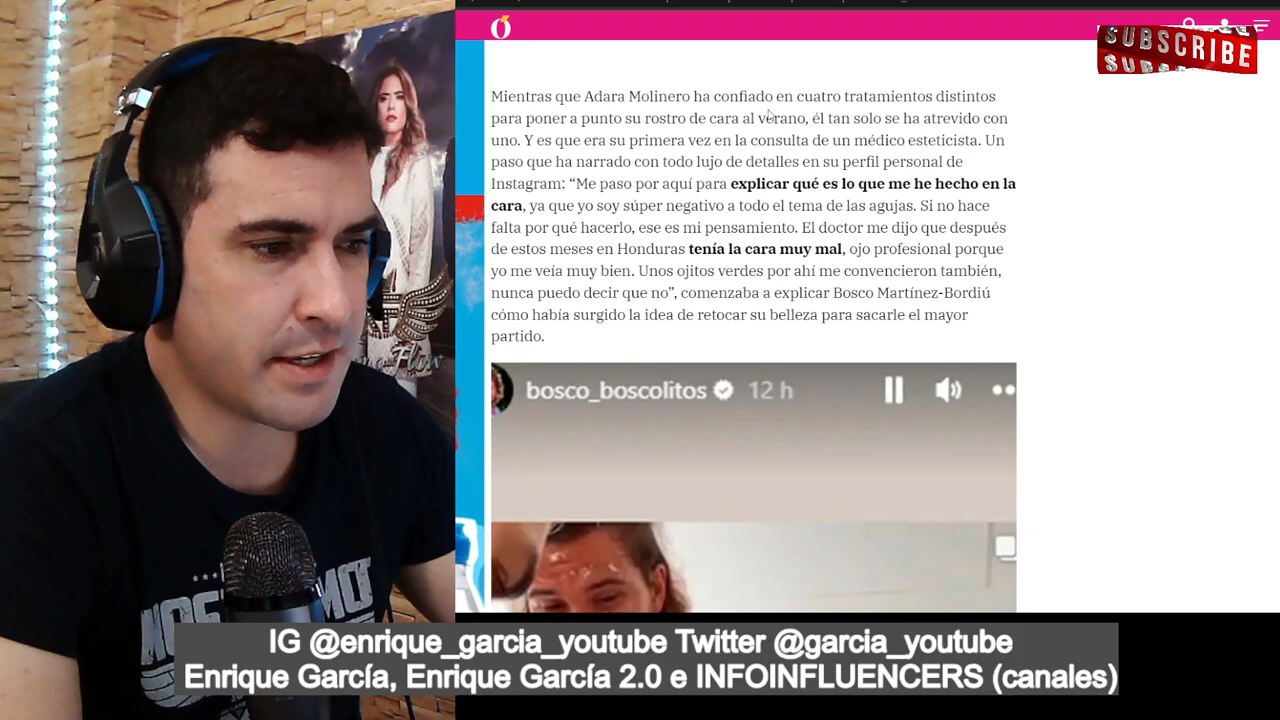 Ó
SUBSCRIBE
Mientras que Adara Molinero ha confiado en cuatro tratamientos distintos
para poner a punto su rostro de cara al verano, él tan solo se ha atrevido con
uno. Y es que era su primera vez en la consulta de un médico esteticista. Un
paso que ha narrado con todo lujo de detalles en su perfil personal de
Instagram: “Me paso por aquí para explicar qué es lo que me he hecho en la
cara, ya que yo soy súper negativo a todo el tema de las agujas. Si no hace
falta por qué hacerlo, ese es mi pensamiento. El doctor me dijo que después
de estos meses en Honduras tenía la cara muy mal, ojo profesional porque
yo me veía muy bien. Unos ojitos verdes por ahí me convencieron también,
nunca puedo decir que no”, comenzaba a explicar Bosco Martínez-Bordiú
cómo había surgido la idea de retocar su belleza para sacarle el mayor
partido.
bosco_boscolitos 12 h
Flow
IG @enrique_garcia_youtube Twitter @garcia_youtube
Enrique García, Enrique García 2.0 e INFOINFLUENCERS (canales)